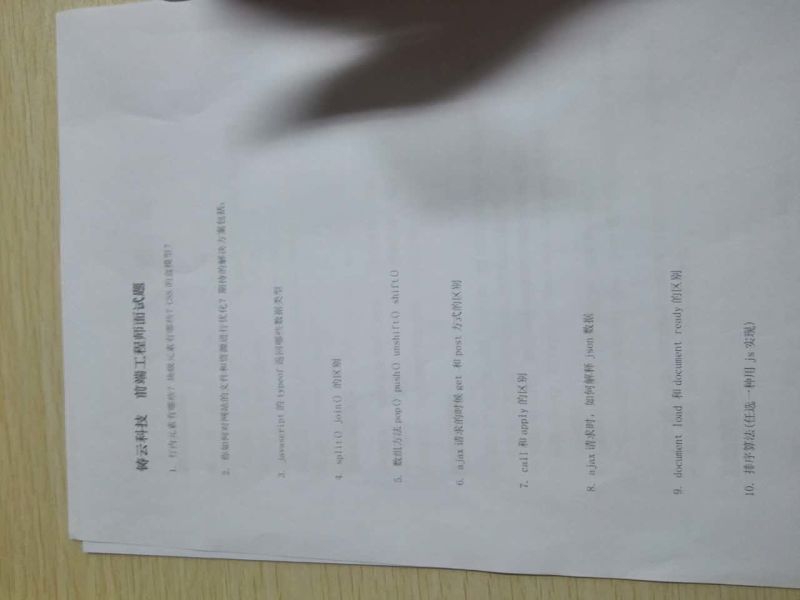 铸云科技 前端工程师面试题
1. 行内元素有哪些？块级元素有哪些？CSS 的盒模型？
2. 你如何对网站的文件和资源进行优化？期待的解决方案包括：
3. javascript 的 typeof 返回哪些数据类型
4. split() join() 的区别
5. 数组方法 pop() push() unshift() shift()
6. ajax 请求的时候 get 和 post 方式的区别
7. call 和 apply 的区别
8. ajax 请求时，如何解释 json 数据
9. document load 和 document ready 的区别
10. 排序算法(任选一种用 js 实现)